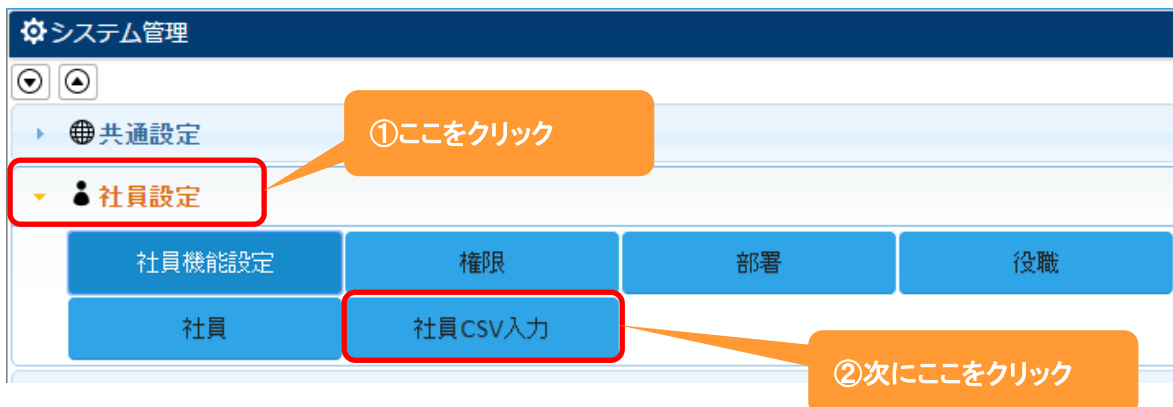 システム管理
共通設定
①ここをクリック
社員設定
社員機能設定
権限
部署
役職
社員
社員CSV入力
②次にここをクリック